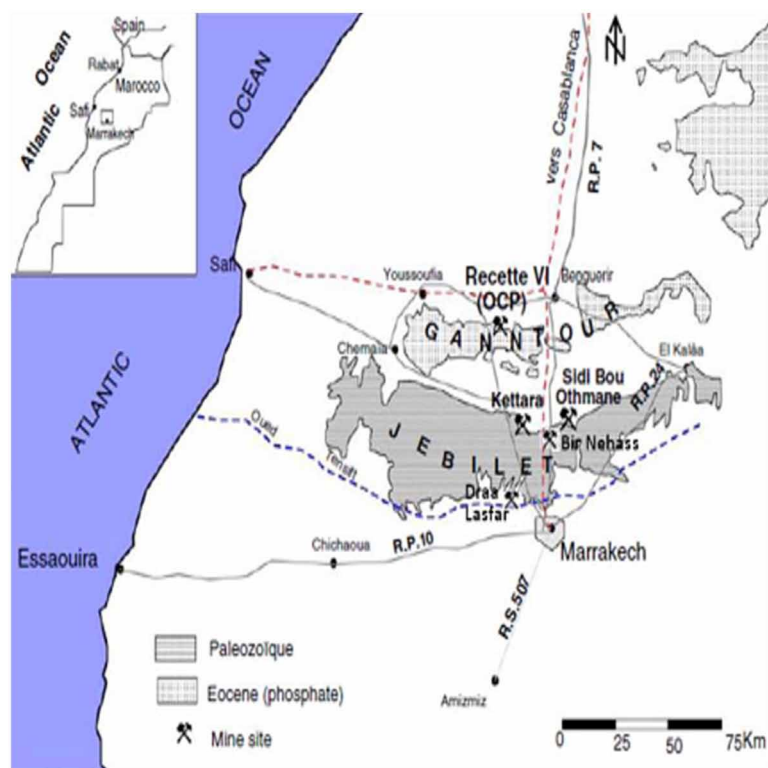 Spain
Ocean
Rabat
Marocco
Safi
Marrakech
Atlantic
OCEAN
vers Casablanca
R.P. 7
N
Safi
Youssoufia
Recette VI
(OCP)
Benguerir
GANNTOUR
Chemaïa
El Kalâa
Sidi Bou
Othmane
Kettara
R.P.24
ATLANTIC
Oued
Tensift
JEBILET
Bir Nehass
Draa
Lasfar
Essaouira
Chichaoua
R.P.10
Marrakech
R.S.507
Amizmiz
Paleozoïque
Eocene (phosphate)
Mine site
0 25 50 75Km